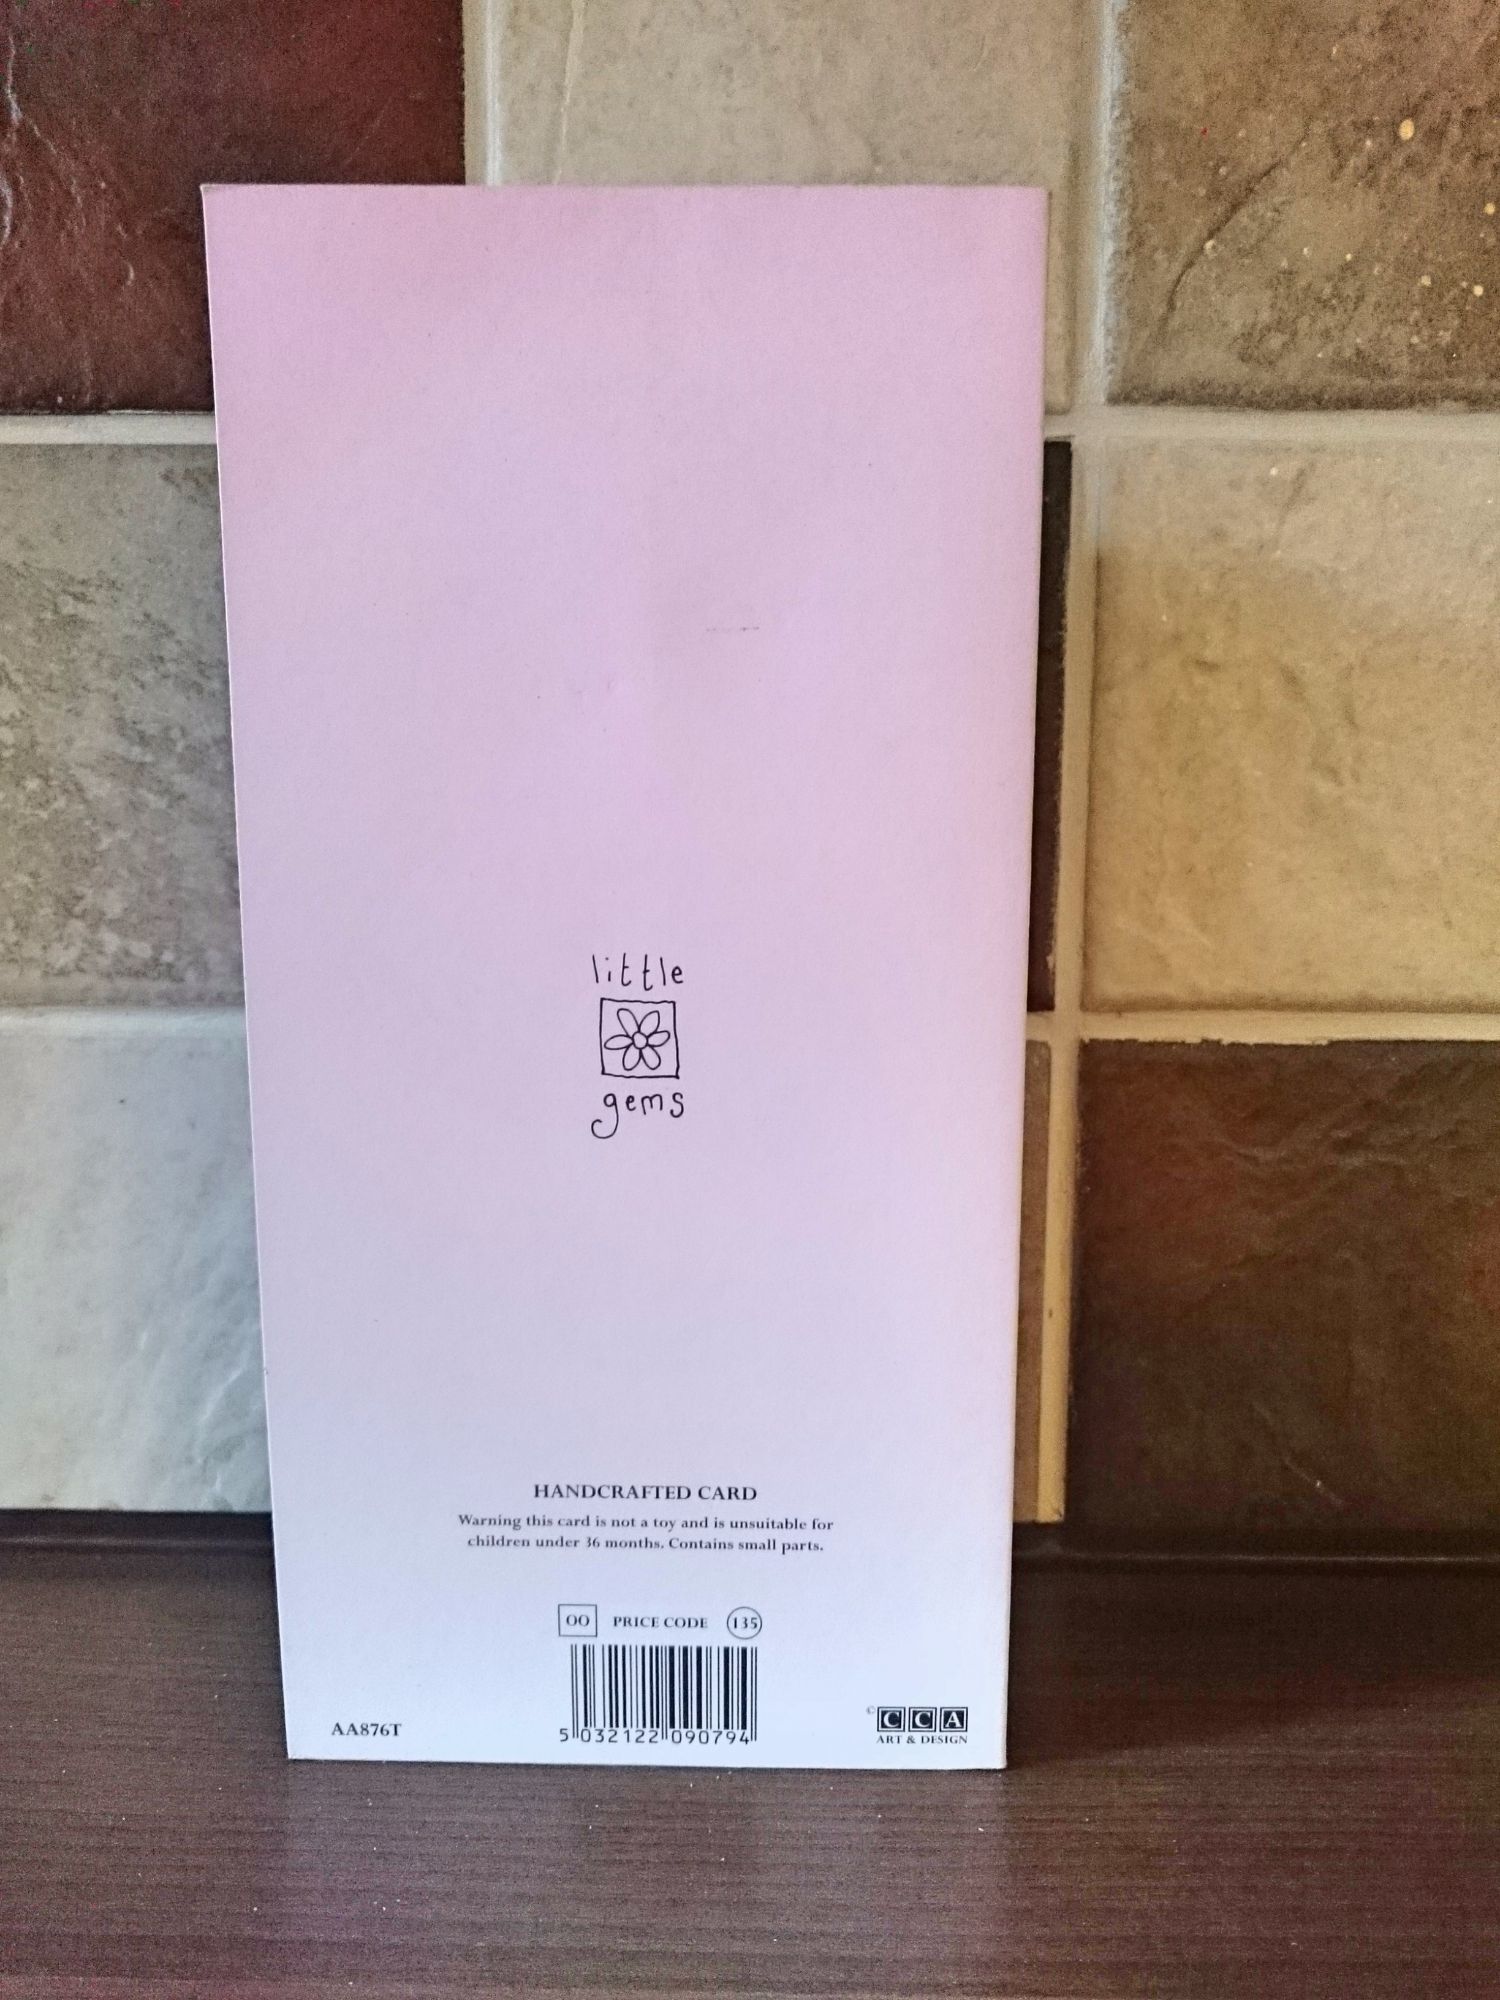 little
gems
HANDCRAFTED CARD
Warning this card is not a toy and is unsuitable for
children under 36 months. Contains small parts.
OO PRICE CODE 135
5 032122 090794
AA876T
© CCA
ART & DESIGN